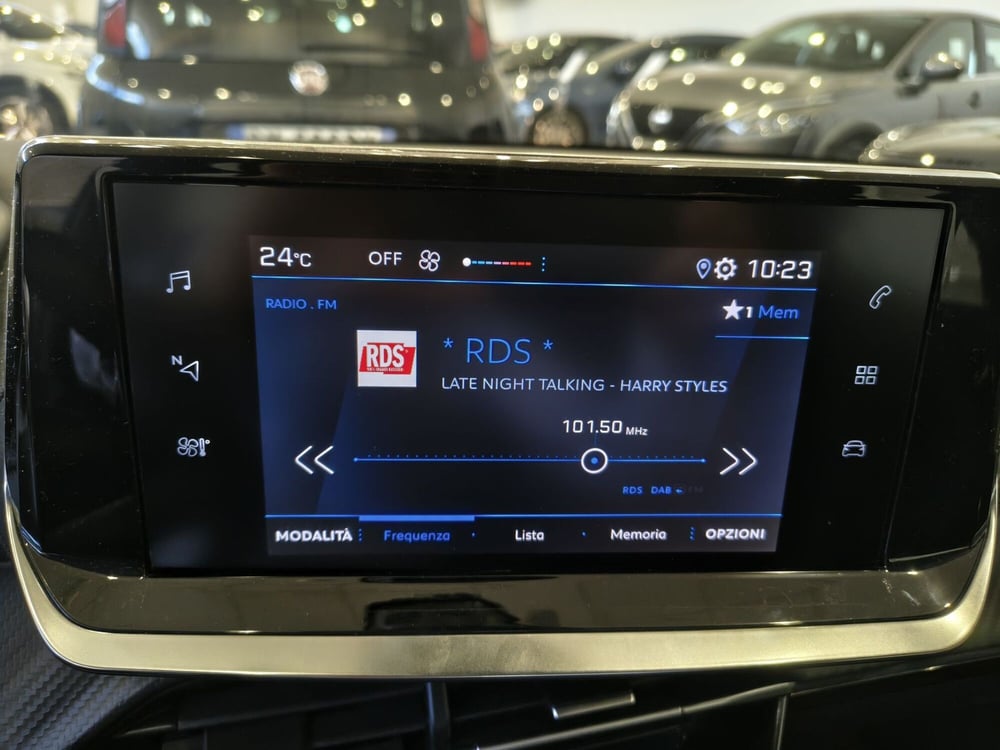 24°C OFF 10:23
RADIO . FM
★1 Mem
RDS
* RDS *
LATE NIGHT TALKING - HARRY STYLES
N
101.50 MHz
RDS DAB FM
MODALITÀ Frequenza Lista Memoria OPZIONI